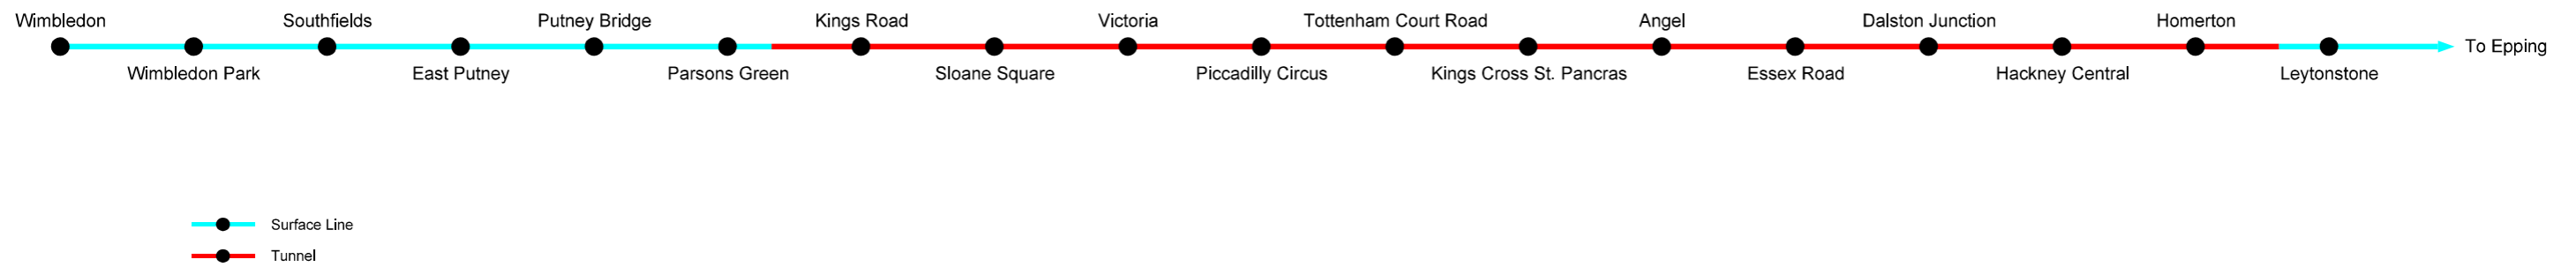 Wimbledon
Southfields
Putney Bridge
Kings Road
Victoria
Tottenham Court Road
Angel
Dalston Junction
Homerton
To Epping
Wimbledon Park
East Putney
Parsons Green
Sloane Square
Piccadilly Circus
Kings Cross St. Pancras
Essex Road
Hackney Central
Leytonstone
Surface Line
Tunnel